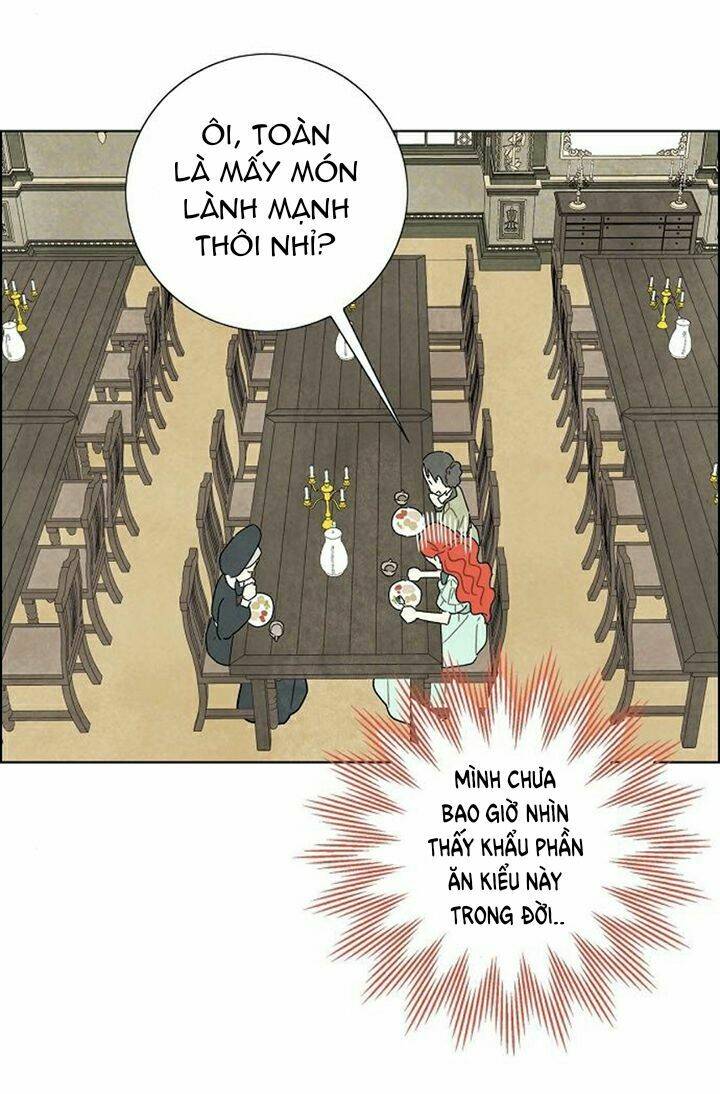 ÔI, TOÀN
LÀ MẤY MÓN
LÀNH MẠNH
THÔI NHỈ?
MÌNH CHƯA
BAO GIỜ NHÌN
THẤY KHẨU PHẦN
ĂN KIỂU NÀY
TRONG ĐỜI..